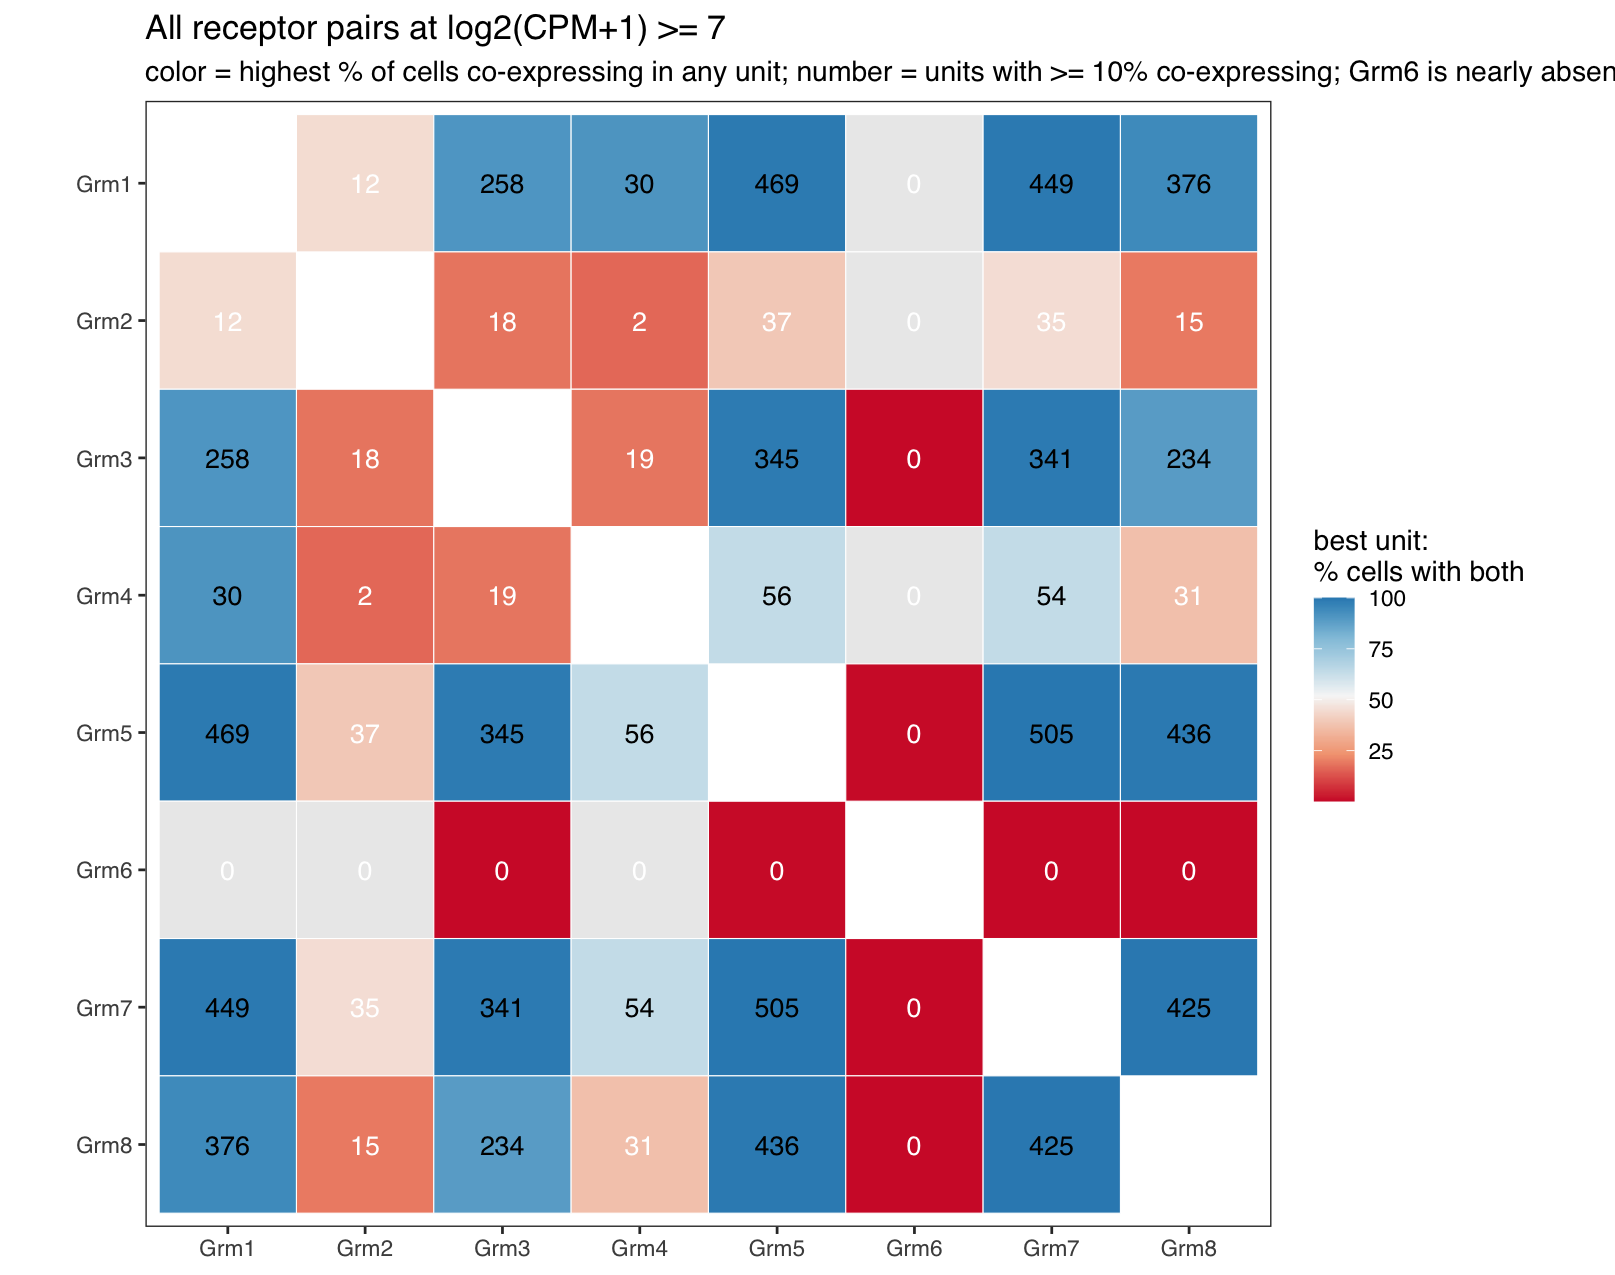 All receptor pairs at log2(CPM+1) >= 7
color = highest % of cells co-expressing in any unit; number = units with >= 10% co-expressing; Grm6 is nearly absen
Grm1 12 258 30 469 0 449 376
Grm2 12 18 2 37 0 35 15
Grm3 258 18 19 345 0 341 234
Grm4 30 2 19 56 0 54 31
Grm5 469 37 345 56 0 505 436
Grm6 0 0 0 0 0 0 0
Grm7 449 35 341 54 505 0 425
Grm8 376 15 234 31 436 0 425
Grm1 Grm2 Grm3 Grm4 Grm5 Grm6 Grm7 Grm8
best unit:
% cells with both
100
75
50
25